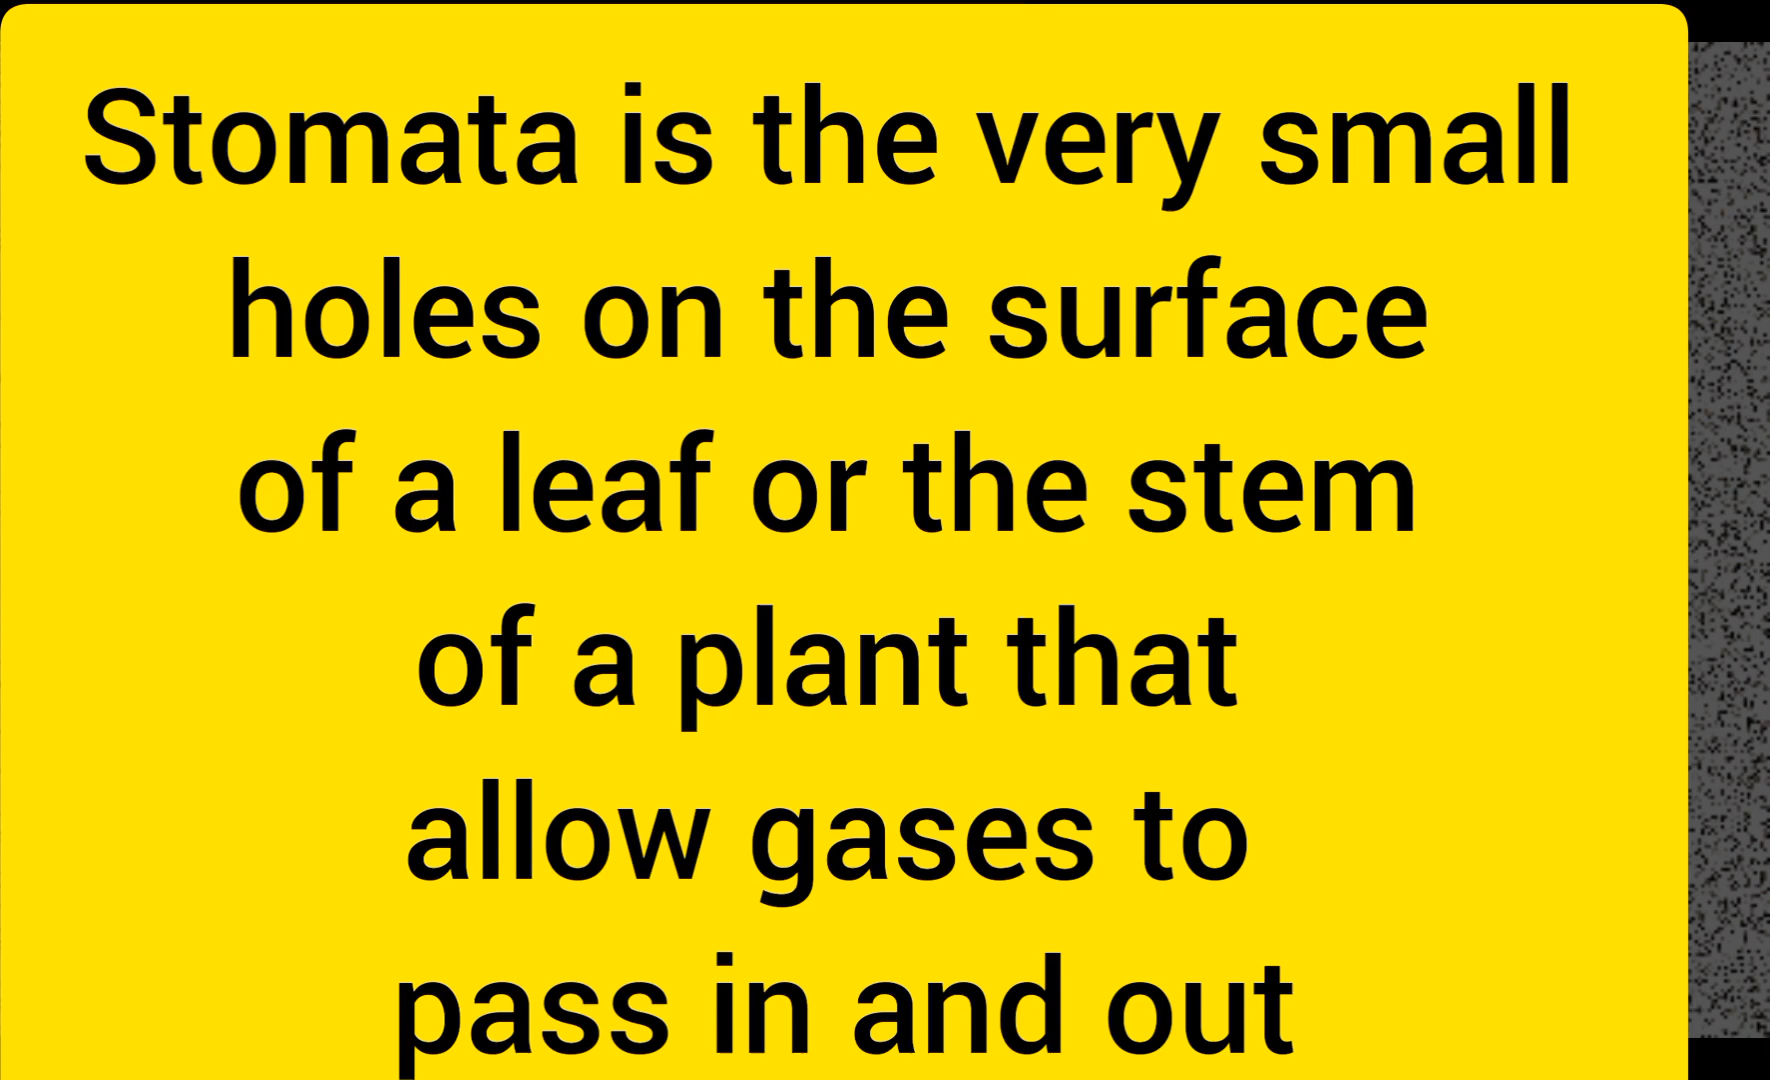 Stomata is the very small
holes on the surface
of a leaf or the stem
of a plant that
allow gases to
pass in and out